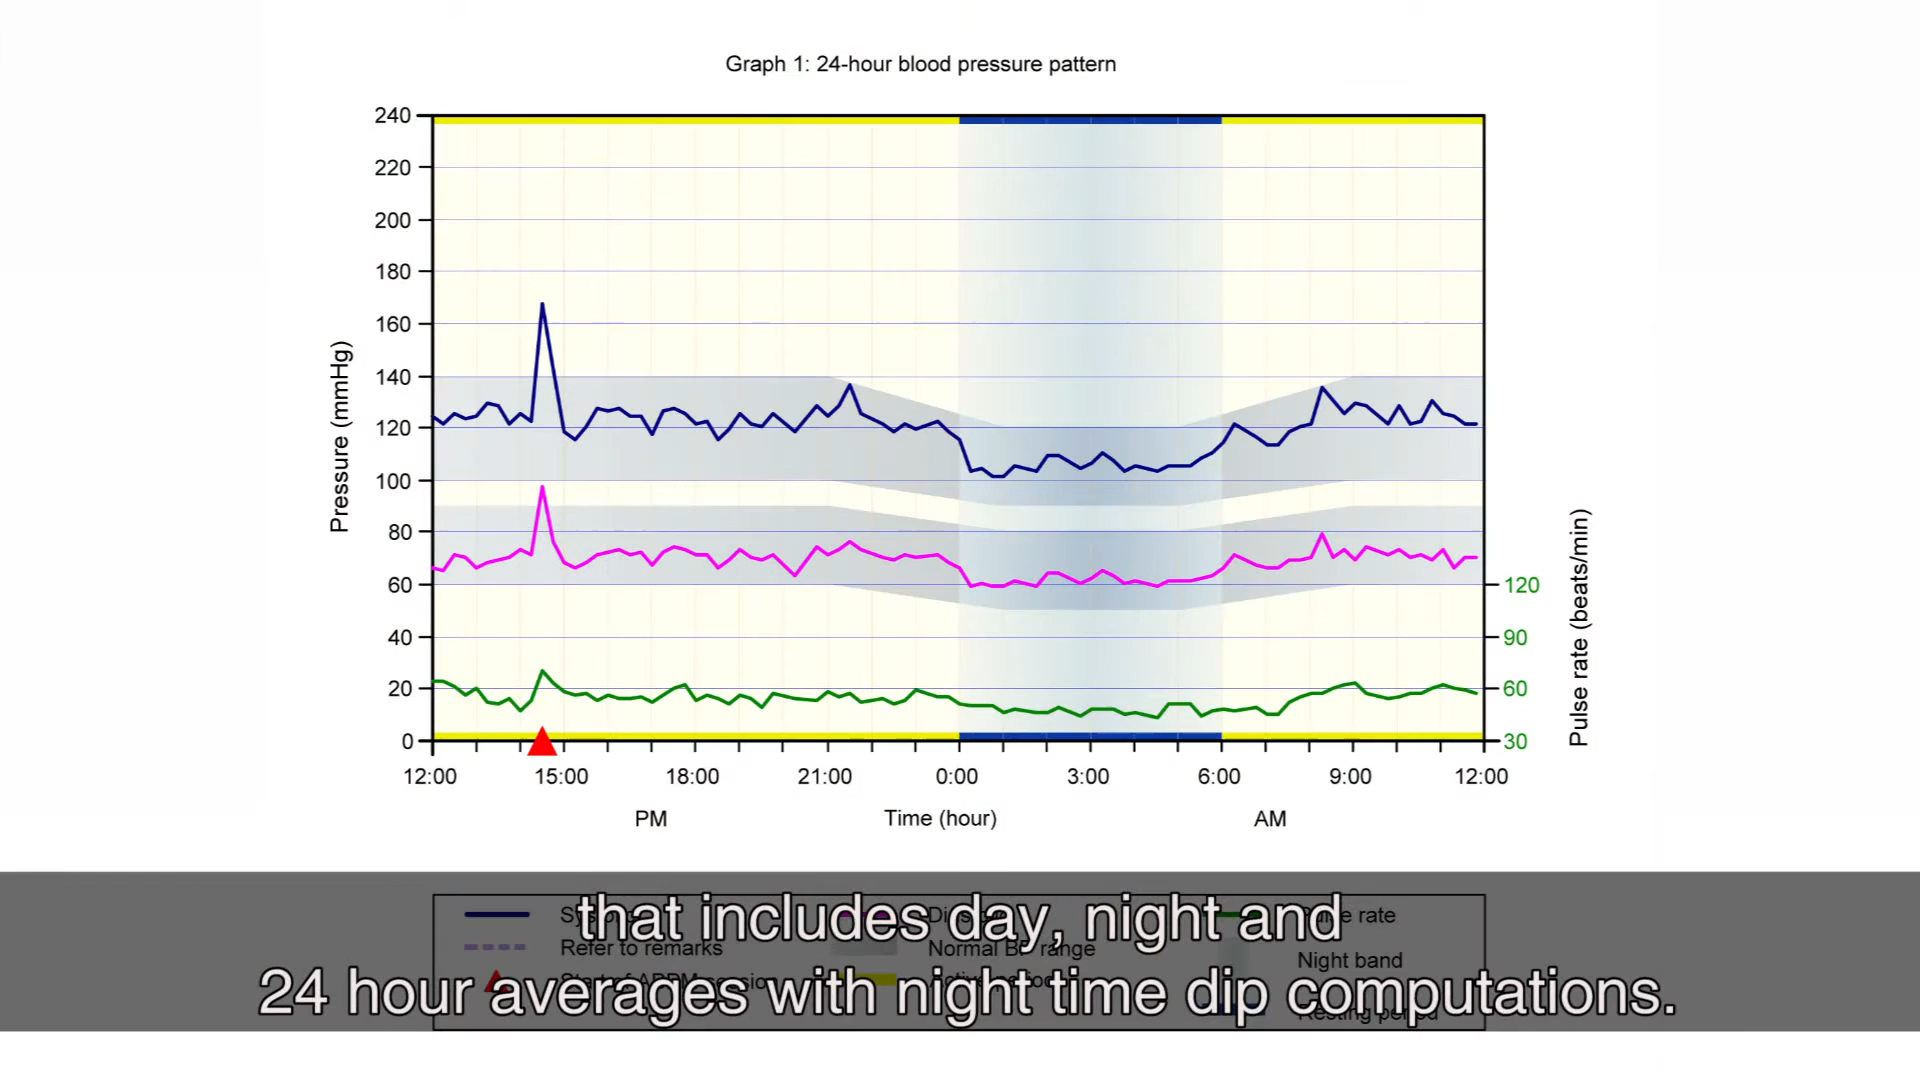 Graph 1: 24-hour blood pressure pattern
240
220
200
180
160
140
120
100
80
60
40
20
0
Pressure (mmHg)
120
90
60
30
Pulse rate (beats/min)
12:00 15:00 18:00 21:00 0:00 3:00 6:00 9:00 12:00
PM Time (hour) AM
rate
Refer to remarks Normal BP range
Night band
Resting period
that includes day, night and
24 hour averages with night time dip computations.